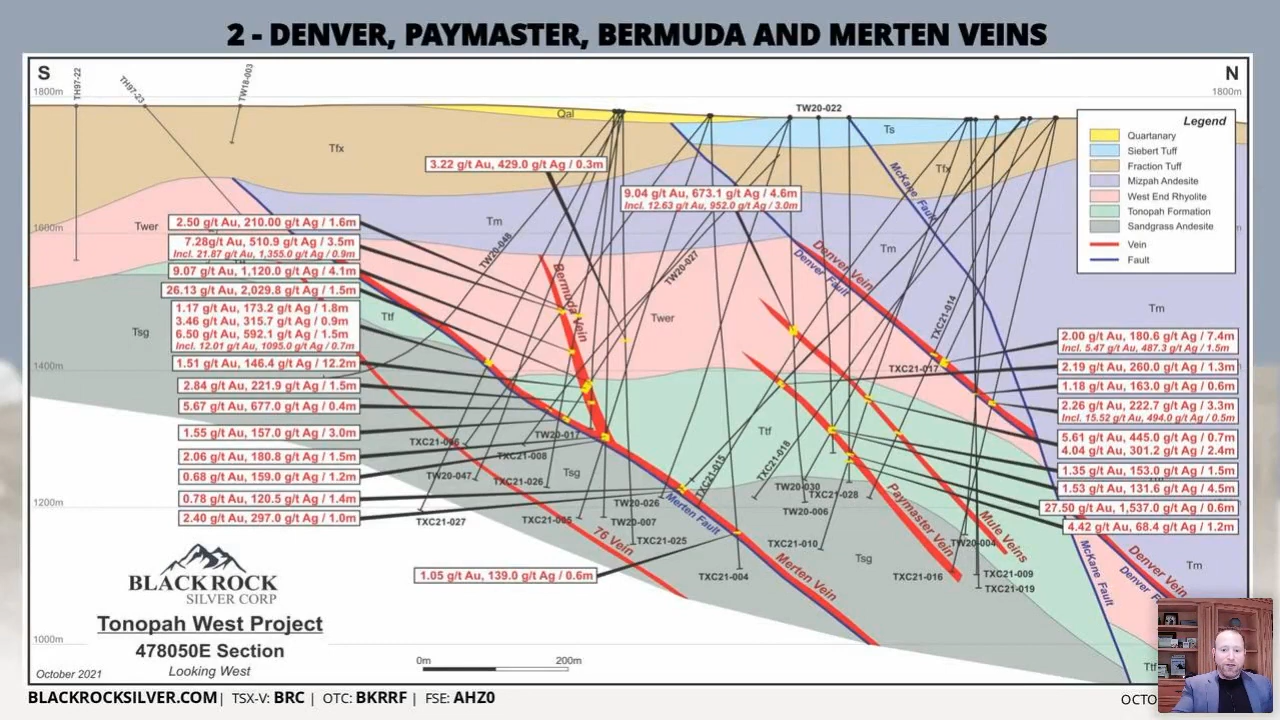 2 - DENVER, PAYMASTER, BERMUDA AND MERTEN VEINS
S
N
1800m
1800m
TH97-22
TH97-23
TW18-003
TW20-022
Qal
Ts
Tfx
Tfx
Legend
Quartanary
Siebert Tuff
Fraction Tuff
Mizpah Andesite
West End Rhyolite
Tonopah Formation
Sandgrass Andesite
Vein
Fault
3.22 g/t Au, 429.0 g/t Ag / 0.3m
9.04 g/t Au, 673.1 g/t Ag / 4.6m
Incl. 12.63 g/t Au, 952.0 g/t Ag / 3.0m
McKane Fault
1600m
Twer
Tm
Tm
Tm
TW20-048
TW20-027
Denver Vein
Denver Fault
Bermuda Vein
Twer
TXC21-014
TXC21-017
2.50 g/t Au, 210.00 g/t Ag / 1.6m
7.28g/t Au, 510.9 g/t Ag / 3.5m
Incl. 21.87 g/t Au, 1,355.0 g/t Ag / 0.9m
9.07 g/t Au, 1,120.0 g/t Ag / 4.1m
26.13 g/t Au, 2,029.8 g/t Ag / 1.5m
1.17 g/t Au, 173.2 g/t Ag / 1.8m
3.46 g/t Au, 315.7 g/t Ag / 0.9m
6.50 g/t Au, 592.1 g/t Ag / 1.5m
Incl. 12.01 g/t Au, 1095.0 g/t Ag / 0.7m
1.51 g/t Au, 146.4 g/t Ag / 12.2m
2.84 g/t Au, 221.9 g/t Ag / 1.5m
5.67 g/t Au, 677.0 g/t Ag / 0.4m
1.55 g/t Au, 157.0 g/t Ag / 3.0m
2.06 g/t Au, 180.8 g/t Ag / 1.5m
0.68 g/t Au, 159.0 g/t Ag / 1.2m
0.78 g/t Au, 120.5 g/t Ag / 1.4m
2.40 g/t Au, 297.0 g/t Ag / 1.0m
1.05 g/t Au, 139.0 g/t Ag / 0.6m
2.00 g/t Au, 180.6 g/t Ag / 7.4m
Incl. 5.47 g/t Au, 487.3 g/t Ag / 1.5m
2.19 g/t Au, 260.0 g/t Ag / 1.3m
1.18 g/t Au, 163.0 g/t Ag / 0.6m
2.26 g/t Au, 222.7 g/t Ag / 3.3m
Incl. 15.52 g/t Au, 494.0 g/t Ag / 0.5m
5.61 g/t Au, 445.0 g/t Ag / 0.7m
4.04 g/t Au, 301.2 g/t Ag / 2.4m
1.35 g/t Au, 153.0 g/t Ag / 1.5m
1.53 g/t Au, 131.6 g/t Ag / 4.5m
27.50 g/t Au, 1,537.0 g/t Ag / 0.6m
4.42 g/t Au, 68.4 g/t Ag / 1.2m
Tsg
Ttf
1400m
Ttf
Tsg
TW20-017
TXC21-008
TW20-047
TXC21-026
TXC21-027
TW20-026
TW20-007
TXC21-025
TXC21-015
TXC21-018
TW20-030
TXC21-028
TW20-006
TXC21-010
TXC21-004
TXC21-016
TW20-004
TXC21-009
TXC21-019
1200m
76 Vein
Merten Fault
Merten Vein
Paymaster Vein
Mule Veins
Tsg
McKane Fault
Denver Vein
Tm
Ttf
BLACKROCK
SILVER CORP
Tonopah West Project
478050E Section
Looking West
1000m
0m
200m
October 2021
BLACKROCKSILVER.COM | TSX-V: BRC | OTC: BKRRF | FSE: AHZ0